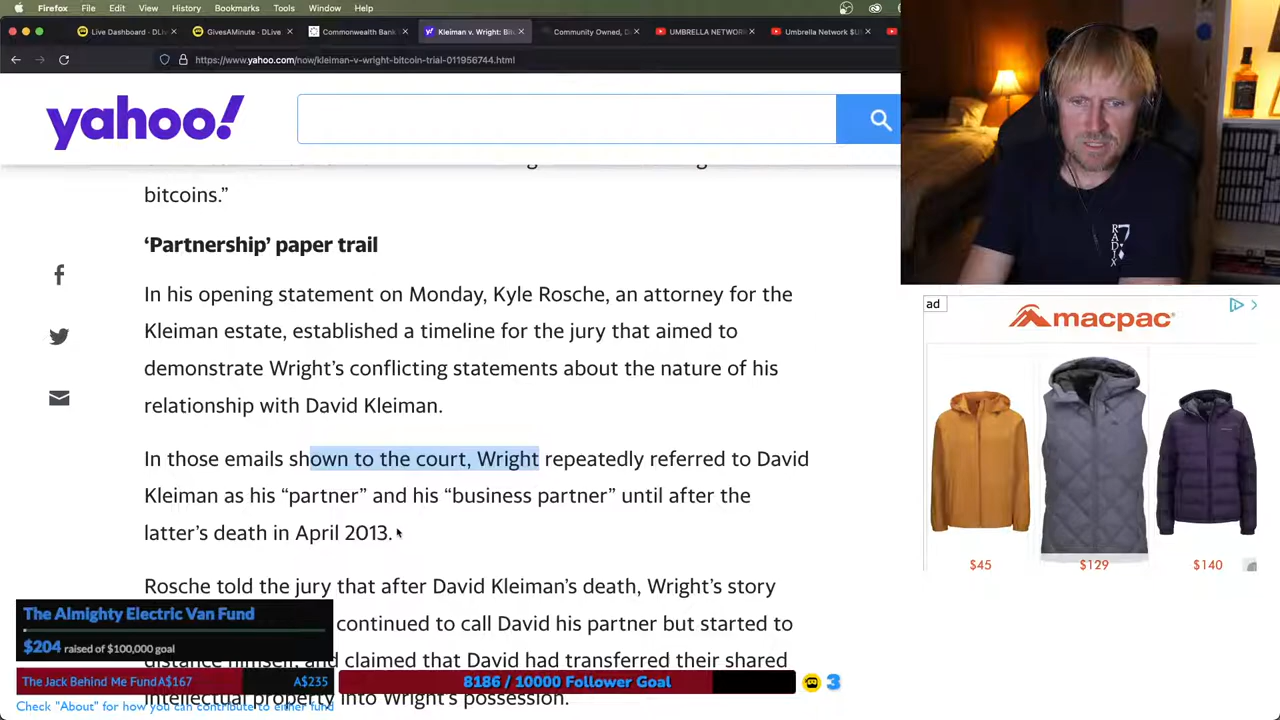 Firefox File Edit View History Bookmarks Tools Window Help
Live Dashboard · DLiv
GivesAMinute · DLive
Commonwealth Bank
Kleiman v. Wright: Bit
Community Owned, D
UMBRELLA NETWORK
Umbrella Network $U
https://www.yahoo.com/now/kleiman-v-wright-bitcoin-trial-011956744.html
yahoo!
bitcoins.”
‘Partnership’ paper trail
In his opening statement on Monday, Kyle Rosche, an attorney for the
Kleiman estate, established a timeline for the jury that aimed to
demonstrate Wright’s conflicting statements about the nature of his
relationship with David Kleiman.
In those emails shown to the court, Wright repeatedly referred to David
Kleiman as his “partner” and his “business partner” until after the
latter’s death in April 2013.
Rosche told the jury that after David Kleiman’s death, Wright’s story
continued to call David his partner but started to
distance himself, and claimed that David had transferred their shared
intellectual property into Wright’s possession.
The Almighty Electric Van Fund
$204 raised of $100,000 goal
The Jack Behind Me Fund A$167 A$235
8186 / 10000 Follower Goal
3
Check "About" for how you can contribute to either fund
RADIX
7
ad
macpac
$45
$129
$140